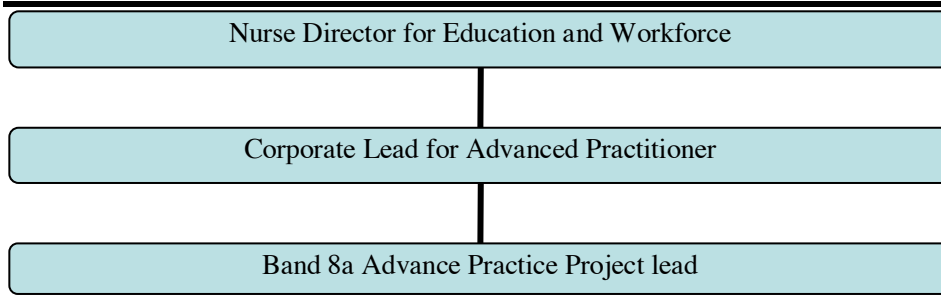 Nurse Director for Education and Workforce
Corporate Lead for Advanced Practitioner
Band 8a Advance Practice Project lead